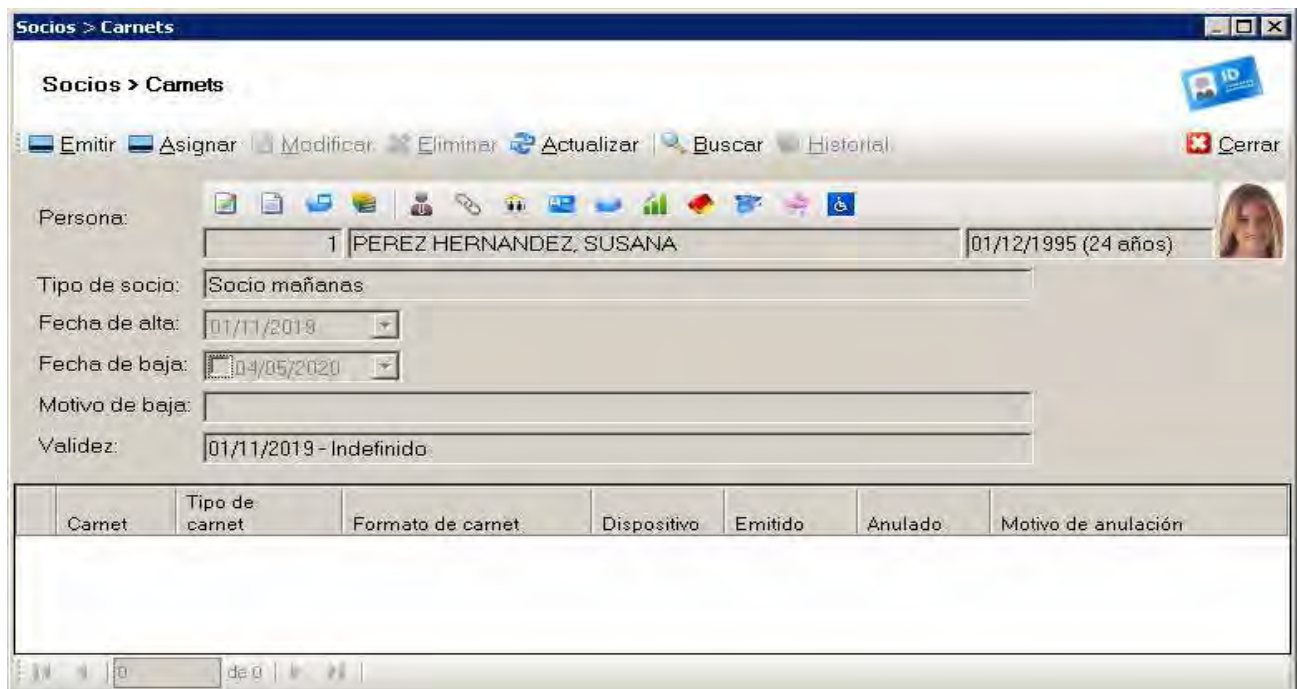 Socios > Carnets
Socios > Carnets
ID
Emitir Asignar Modificar Eliminar Actualizar Buscar Historial Cerrar
Persona:
1 PEREZ HERNANDEZ, SUSANA 01/12/1995 (24 años)
Tipo de socio: Socio mañanas
Fecha de alta: 01/11/2019
Fecha de baja: 04/05/2020
Motivo de baja:
Validez: 01/11/2019 - Indefinido
Carnet Tipo de carnet Formato de carnet Dispositivo Emitido Anulado Motivo de anulación
0 de 0